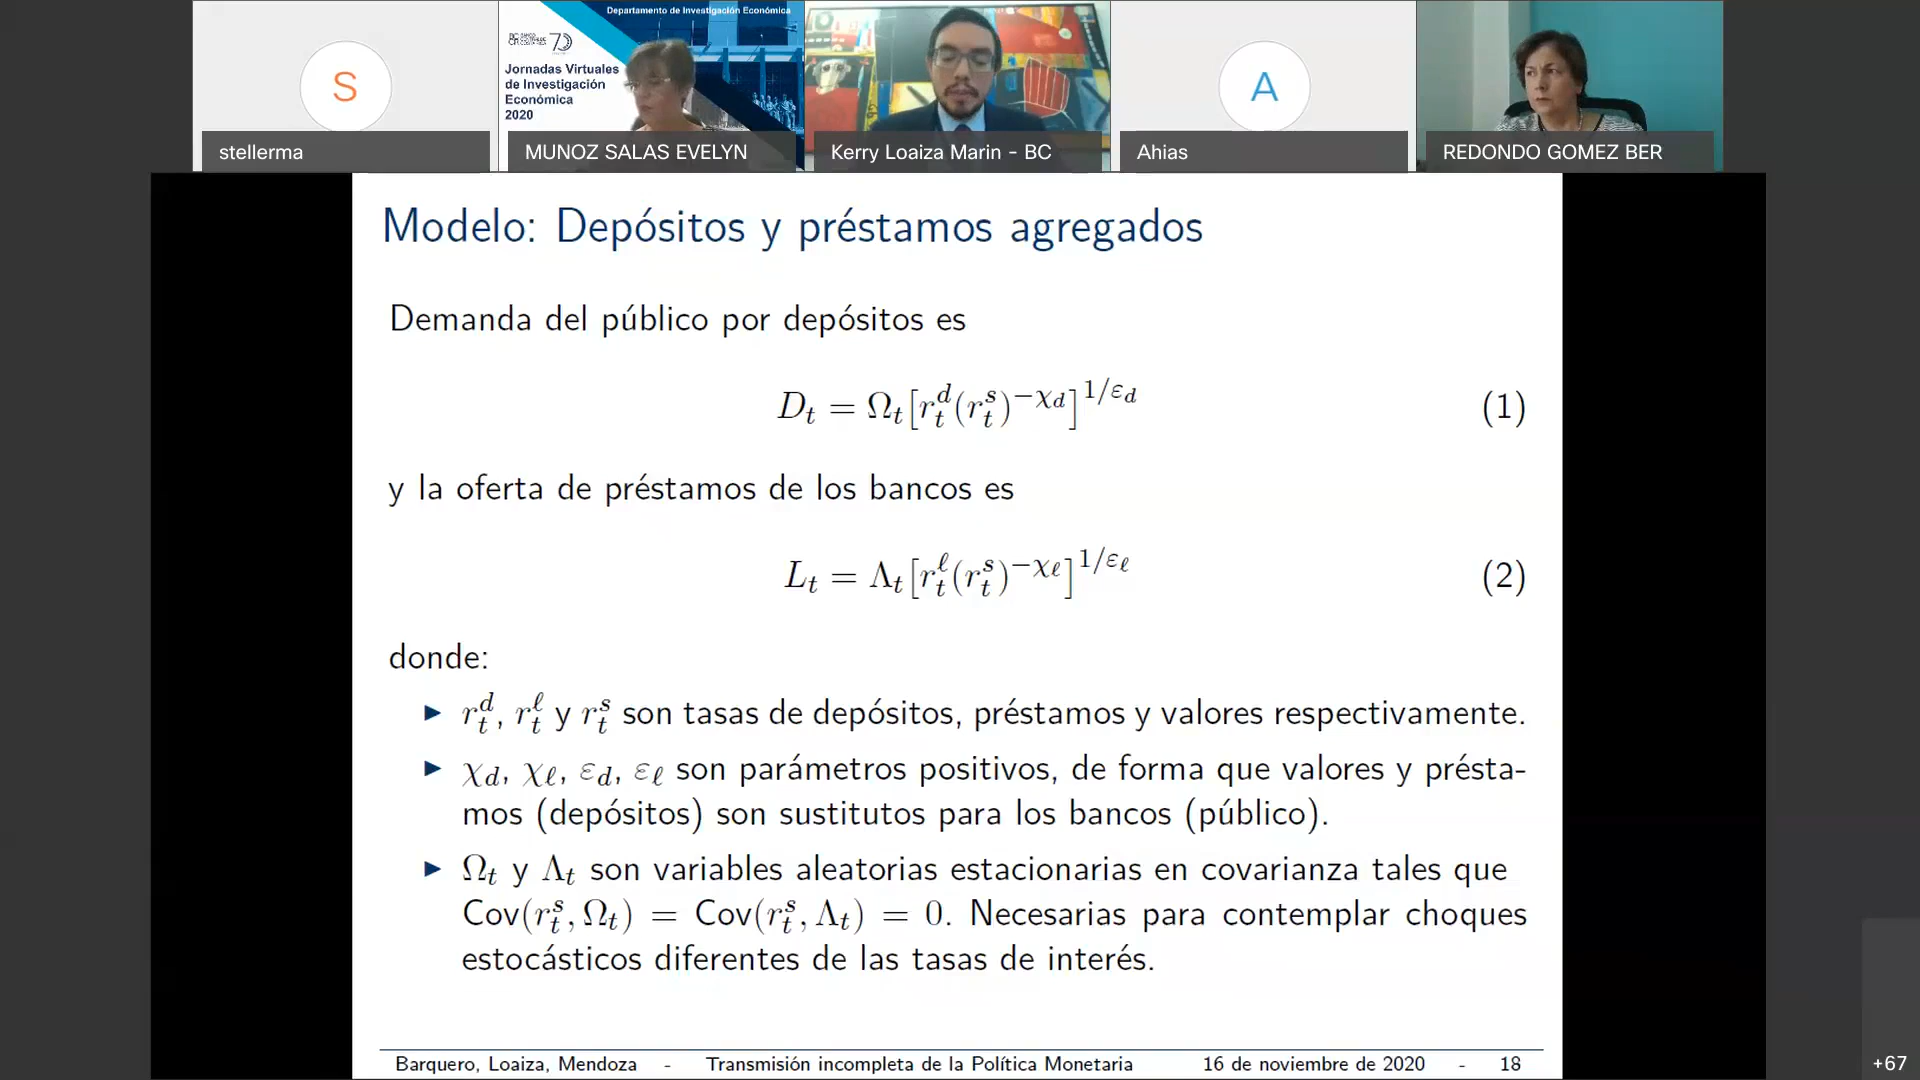 Departamento de Investigación Económica
70
Jornadas Virtuales
de Investigación
Económica
2020
S
A
stellerma
MUNOZ SALAS EVELYN
Kerry Loaiza Marin - BC
Ahias
REDONDO GOMEZ BER
Modelo: Depósitos y préstamos agregados
Demanda del público por depósitos es
D_t = Ω_t[r_t^d(r_t^s)^{−χ_d}]^{1/ε_d} (1)
y la oferta de préstamos de los bancos es
L_t = Λ_t[r_t^ℓ(r_t^s)^{−χ_ℓ}]^{1/ε_ℓ} (2)
donde:
▶ r_t^d, r_t^ℓ y r_t^s son tasas de depósitos, préstamos y valores respectivamente.
▶ χ_d, χ_ℓ, ε_d, ε_ℓ son parámetros positivos, de forma que valores y présta-
mos (depósitos) son sustitutos para los bancos (público).
▶ Ω_t y Λ_t son variables aleatorias estacionarias en covarianza tales que
Cov(r_t^s, Ω_t) = Cov(r_t^s, Λ_t) = 0. Necesarias para contemplar choques
estocásticos diferentes de las tasas de interés.
Barquero, Loaiza, Mendoza - Transmisión incompleta de la Política Monetaria 16 de noviembre de 2020 - 18
+67